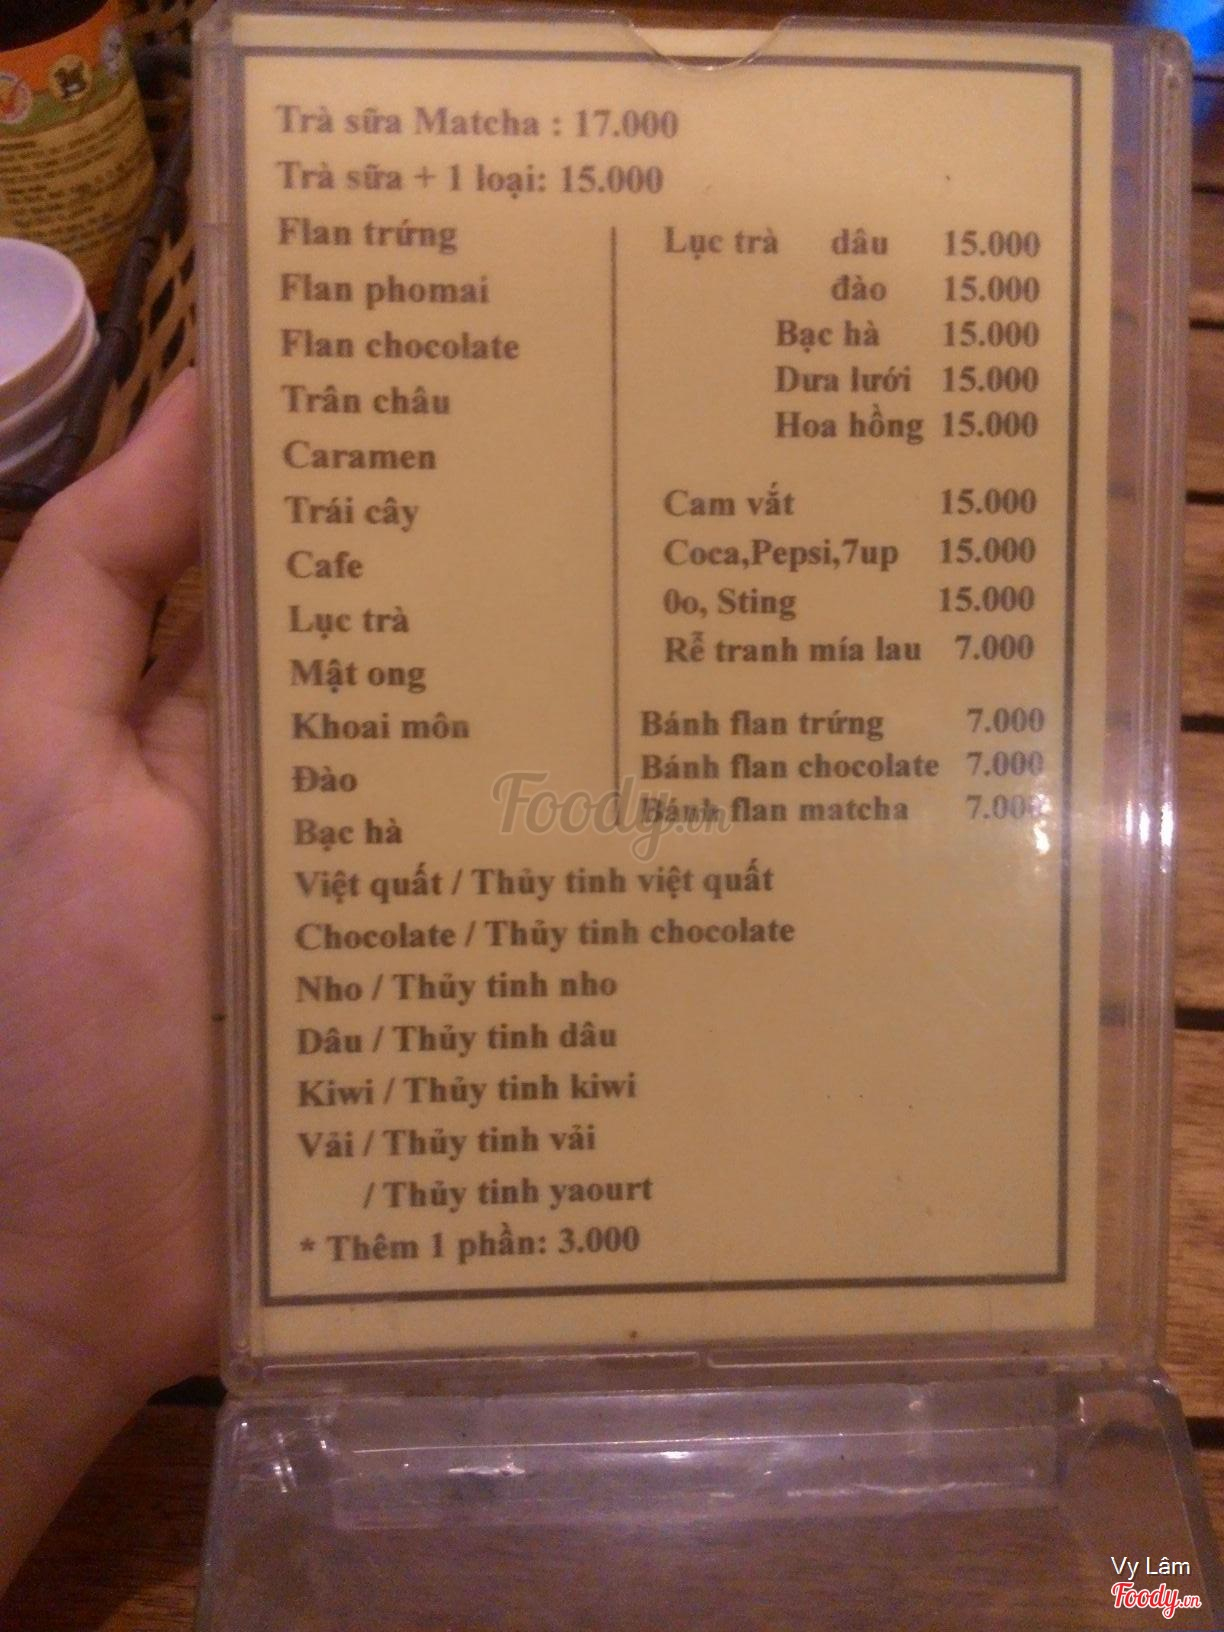 Trà sữa Matcha : 17.000
Trà sữa + 1 loại: 15.000
Flan trứng
Flan phomai
Flan chocolate
Trân châu
Caramen
Trái cây
Cafe
Lục trà
Mật ong
Khoai môn
Đào
Bạc hà
Việt quất / Thủy tinh việt quất
Chocolate / Thủy tinh chocolate
Nho / Thủy tinh nho
Dâu / Thủy tinh dâu
Kiwi / Thủy tinh kiwi
Vải / Thủy tinh vải
/ Thủy tinh yaourt
* Thêm 1 phần: 3.000
Lục trà dâu 15.000
đào 15.000
Bạc hà 15.000
Dưa lưới 15.000
Hoa hồng 15.000
Cam vắt 15.000
Coca,Pepsi,7up 15.000
0o, Sting 15.000
Rễ tranh mía lau 7.000
Bánh flan trứng 7.000
Bánh flan chocolate 7.000
Bánh flan matcha 7.000
Foody.vn
Vy Lâm
Foody.vn